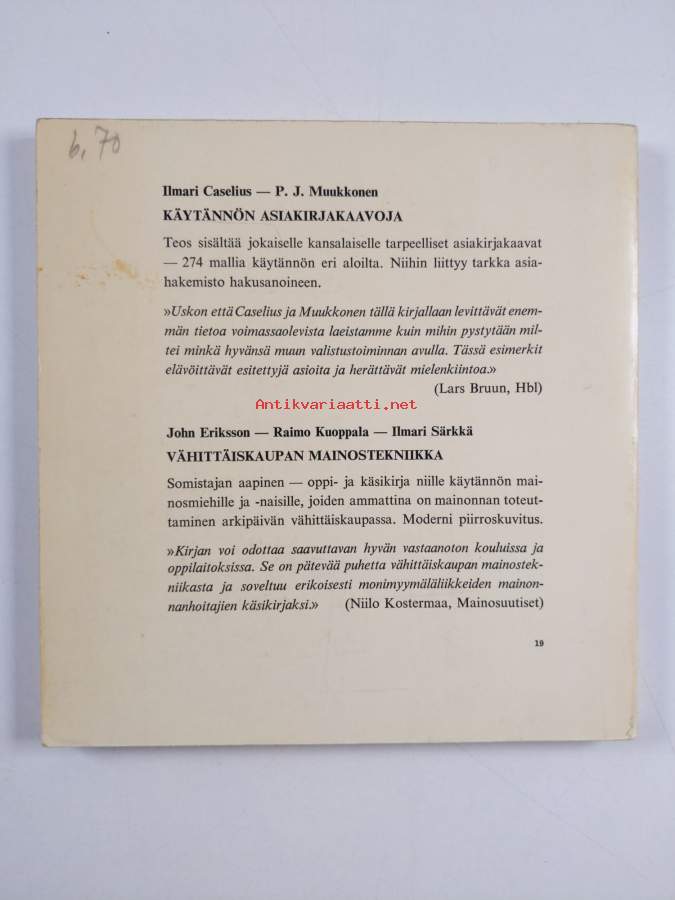 6,70
Ilmari Caselius — P. J. Muukkonen
KÄYTÄNNÖN ASIAKIRJAKAAVOJA
Teos sisältää jokaiselle kansalaiselle tarpeelliset asiakirjakaavat
— 274 mallia käytännön eri aloilta. Niihin liittyy tarkka asia-
hakemisto hakusanoineen.
»Uskon että Caselius ja Muukkonen tällä kirjallaan levittävät enem-
män tietoa voimassaolevista laeistamme kuin mihin pystytään mil-
tei minkä hyvänsä muun valistustoiminnan avulla. Tässä esimerkit
elävöittävät esitettyjä asioita ja herättävät mielenkiintoa.»
(Lars Bruun, Hbl)
Antikvariaatti.net
John Eriksson — Raimo Kuoppala — Ilmari Särkkä
VÄHITTÄISKAUPAN MAINOSTEKNIIKKA
Somistajan aapinen — oppi- ja käsikirja niille käytännön mai-
nosmiehille ja -naisille, joiden ammattina on mainonnan toteut-
taminen arkipäivän vähittäiskaupassa. Moderni piirroskuvitus.
»Kirjan voi odottaa saavuttavan hyvän vastaanoton kouluissa ja
oppilaitoksissa. Se on pätevää puhetta vähittäiskaupan mainostek-
niikasta ja soveltuu erikoisesti monimyymäläliikkeiden mainon-
nanhoitajien käsikirjaksi.» (Niilo Kostermaa, Mainosuutiset)
19